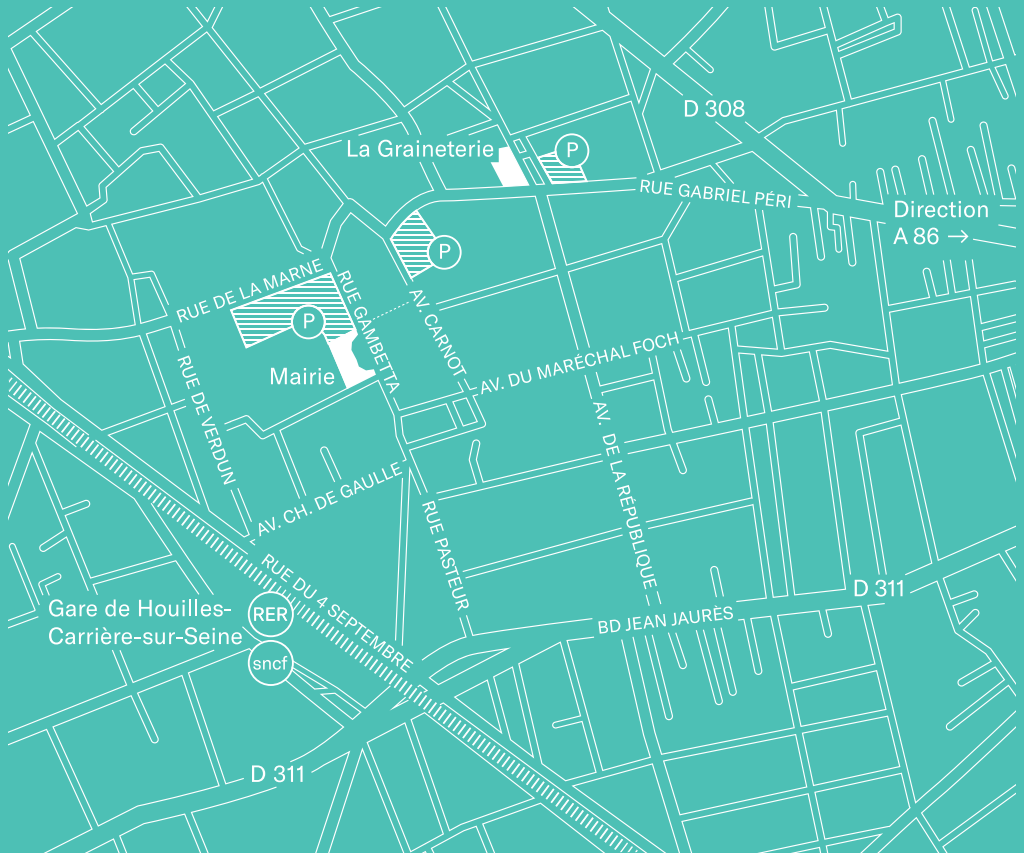 D 308
La Graineterie
P
RUE GABRIEL PÉRI
Direction
A 86 →
P
RUE DE LA MARNE
P
RUE GAMBETTA
AV. CARNOT
Mairie
AV. DU MARÉCHAL FOCH
RUE DE VERDUN
AV. DE LA RÉPUBLIQUE
AV. CH. DE GAULLE
RUE PASTEUR
RUE DU 4 SEPTEMBRE
D 311
Gare de Houilles-
Carrière-sur-Seine
RER
BD JEAN JAURÈS
sncf
D 311